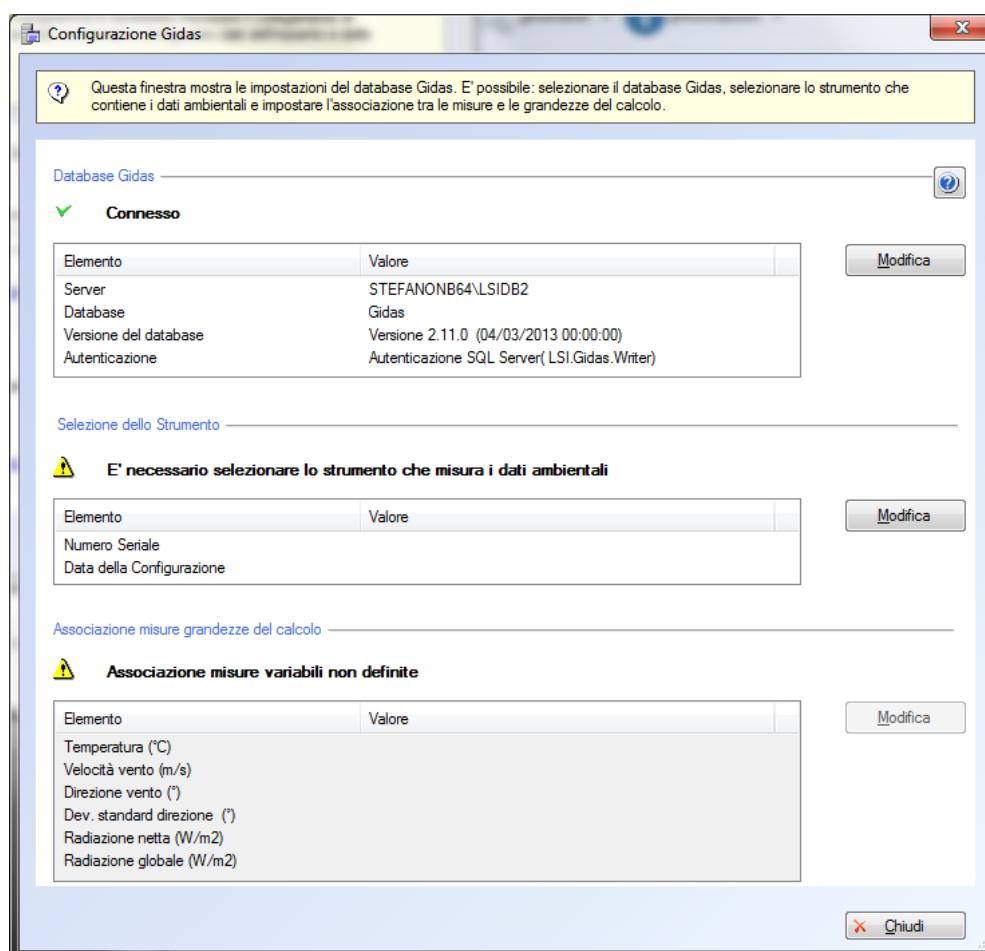 Configurazione Gidas
Questa finestra mostra le impostazioni del database Gidas. E' possibile: selezionare il database Gidas, selezionare lo strumento che
contiene i dati ambientali e impostare l'associazione tra le misure e le grandezze del calcolo.
Database Gidas
Connesso
Elemento Valore
Modifica
Server STEFANONB64\LSIDB2
Database Gidas
Versione del database Versione 2.11.0 (04/03/2013 00:00:00)
Autenticazione Autenticazione SQL Server( LSI.Gidas.Writer)
Selezione dello Strumento
E' necessario selezionare lo strumento che misura i dati ambientali
Elemento Valore
Modifica
Numero Seriale
Data della Configurazione
Associazione misure grandezze del calcolo
Associazione misure variabili non definite
Elemento Valore
Modifica
Temperatura (°C)
Velocità vento (m/s)
Direzione vento (°)
Dev. standard direzione (°)
Radiazione netta (W/m2)
Radiazione globale (W/m2)
Chiudi